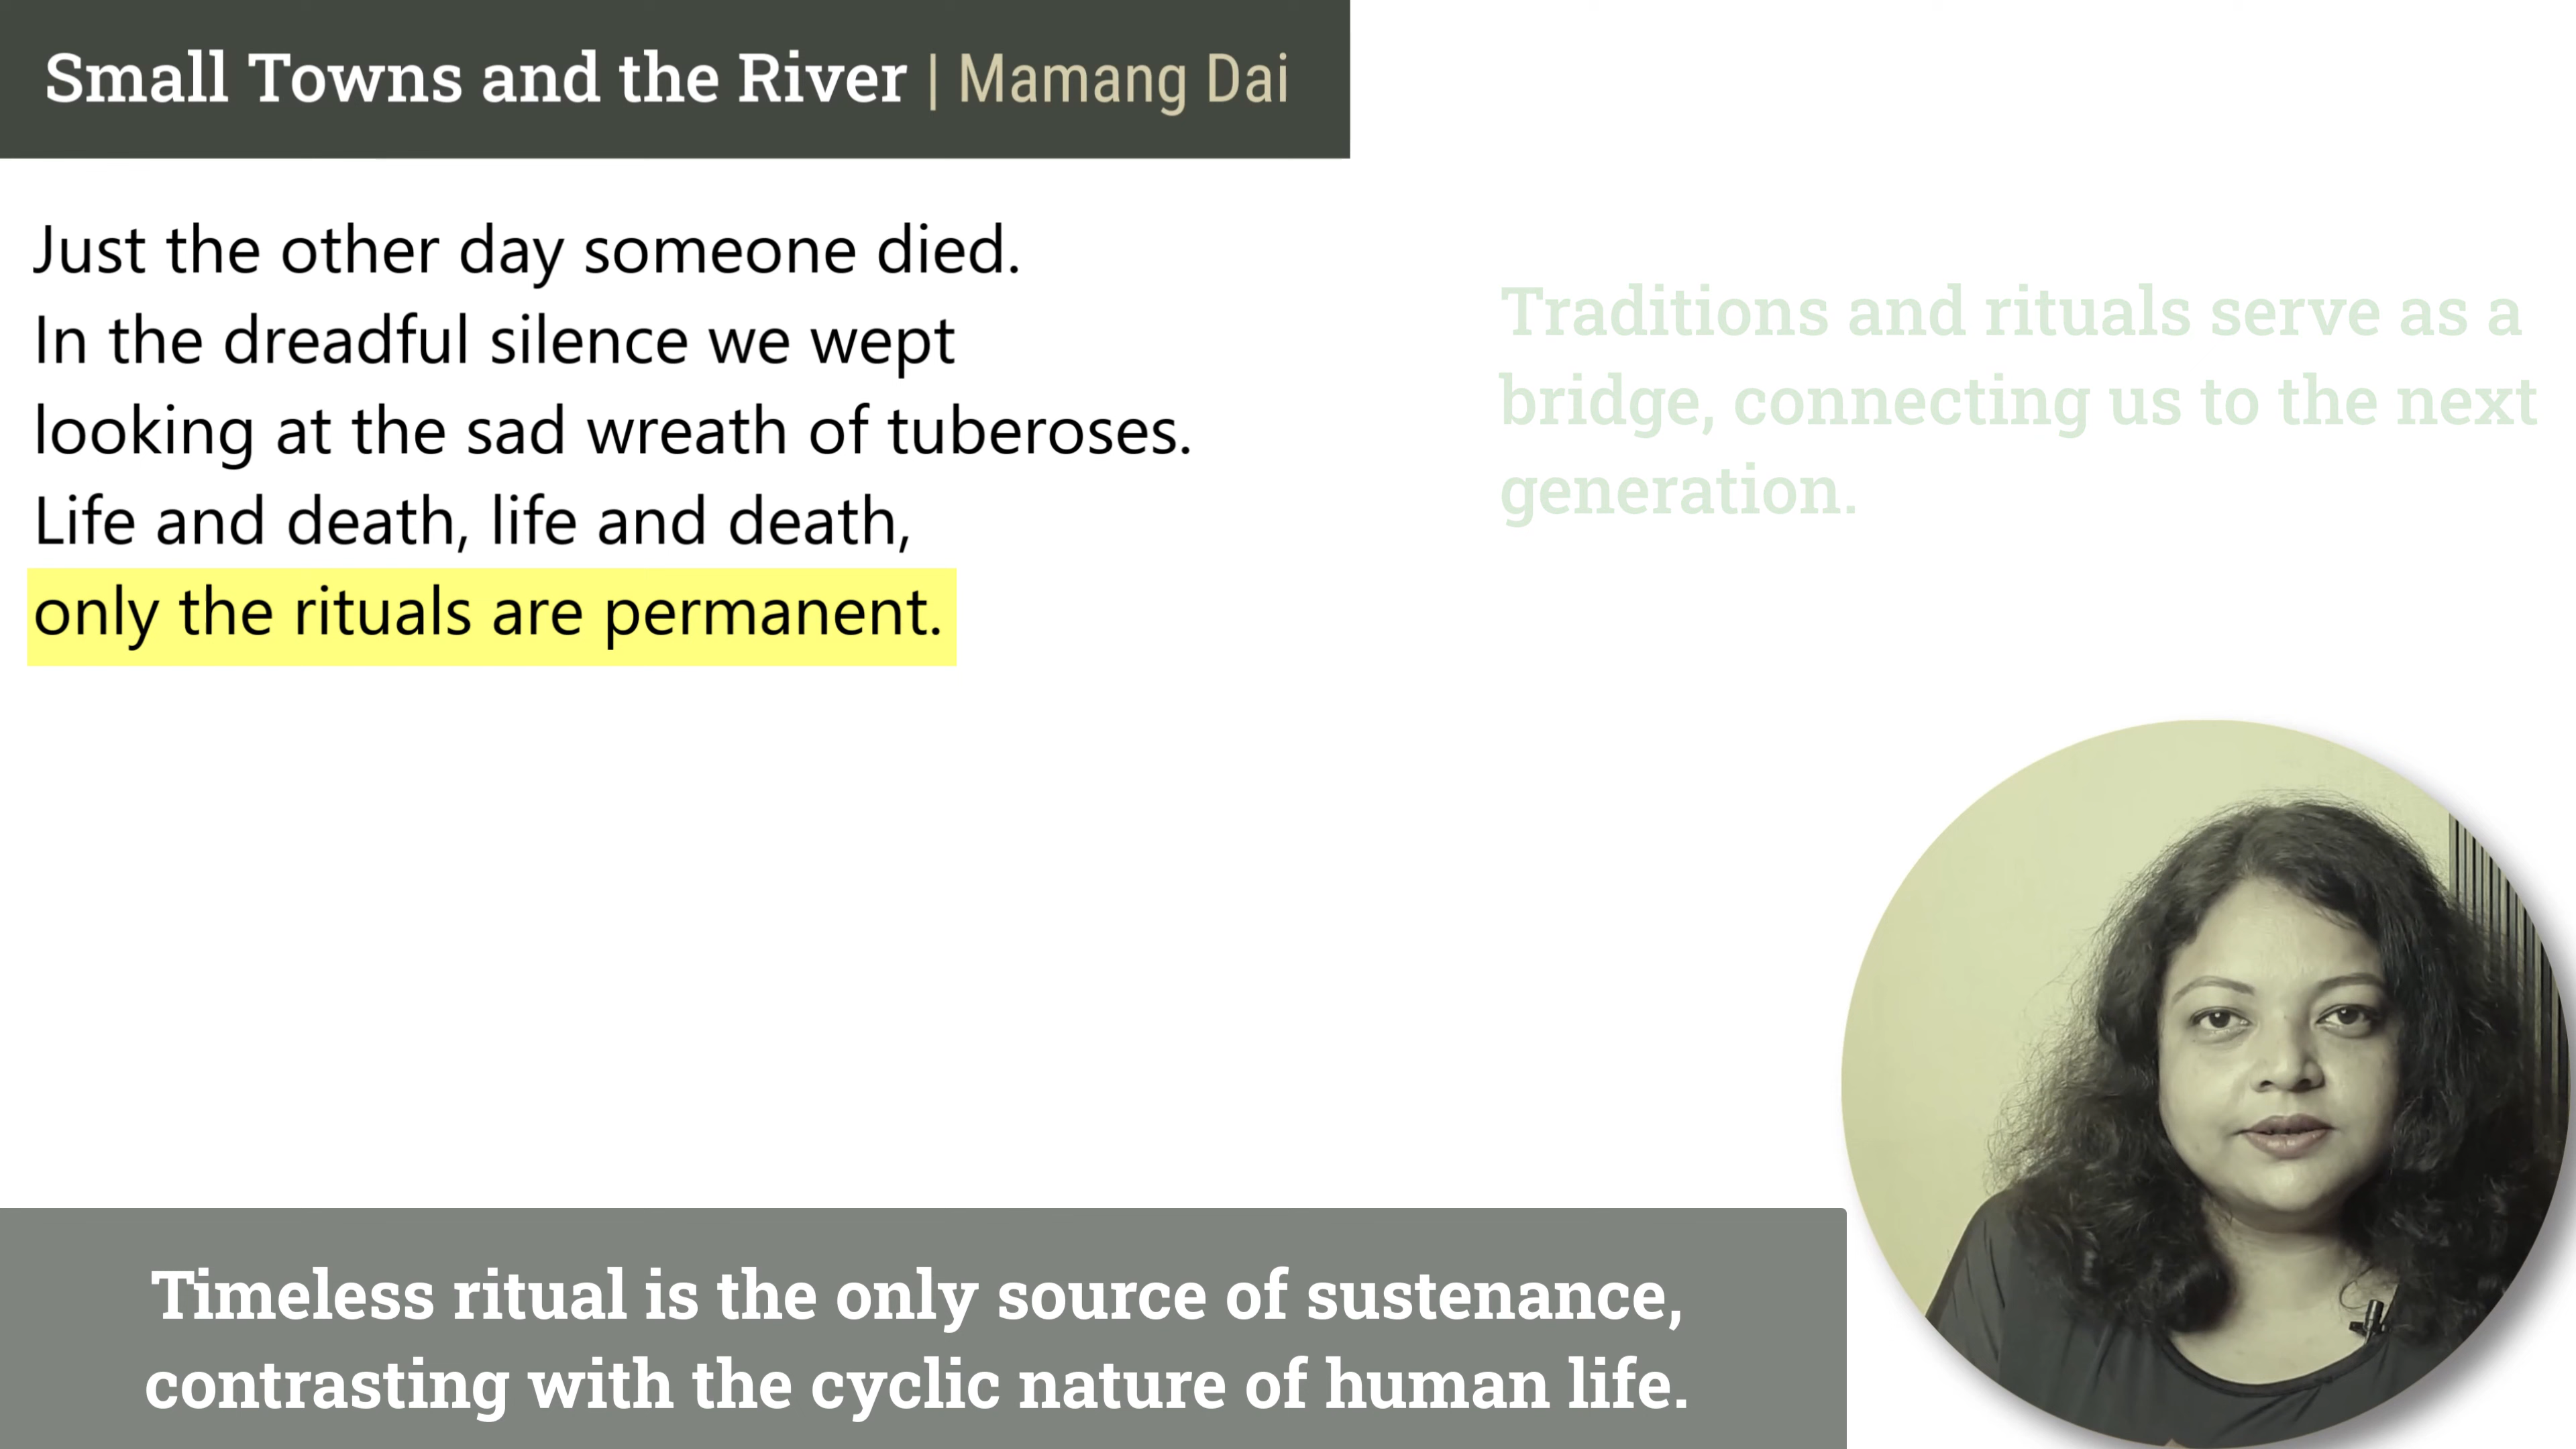 Small Towns and the River | Mamang Dai
Just the other day someone died.
In the dreadful silence we wept
looking at the sad wreath of tuberoses.
Life and death, life and death,
only the rituals are permanent.
Traditions and rituals serve as a
bridge, connecting us to the next
generation.
Timeless ritual is the only source of sustenance,
contrasting with the cyclic nature of human life.